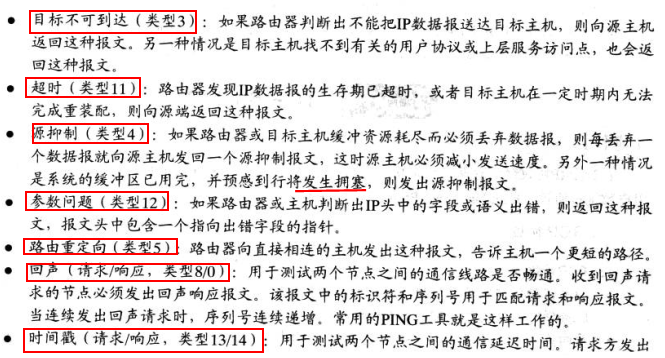 ● 目标不可到达（类型3）：如果路由器判断出不能把IP数据报送达目标主机，则向源主机
返回这种报文。另一种情况是目标主机找不到有关的用户协议或上层服务访问点，也会返
回这种报文。
● 超时（类型11）：路由器发现IP数据报的生存期已超时，或者目标主机在一定时期内无法
完成重装配，则向源端返回这种报文。
● 源抑制（类型4）：如果路由器或目标主机缓冲资源耗尽而必须丢弃数据报，则每丢弃一
个数据报就向源主机发回一个源抑制报文，这时源主机必须减小发送速度。另外一种情况
是系统的缓冲区已用完，并预感到行将发生拥塞，则发出源抑制报文。
● 参数问题（类型12）：如果路由器或主机判断出IP头中的字段或语义出错，则返回这种报
文，报文头中包含一个指向出错字段的指针。
● 路由重定向（类型5）：路由器向直接相连的主机发出这种报文，告诉主机一个更短的路径。
● 回声（请求/响应，类型8/0）：用于测试两个节点之间的通信线路是否畅通。收到回声请
求的节点必须发出回声响应报文。该报文中的标识符和序列号用于匹配请求和响应报文。
当连续发出回声请求时，序列号连续递增。常用的PING工具就是这样工作的。
● 时间戳（请求/响应，类型13/14）：用于测试两个节点之间的通信延迟时间。请求方发出